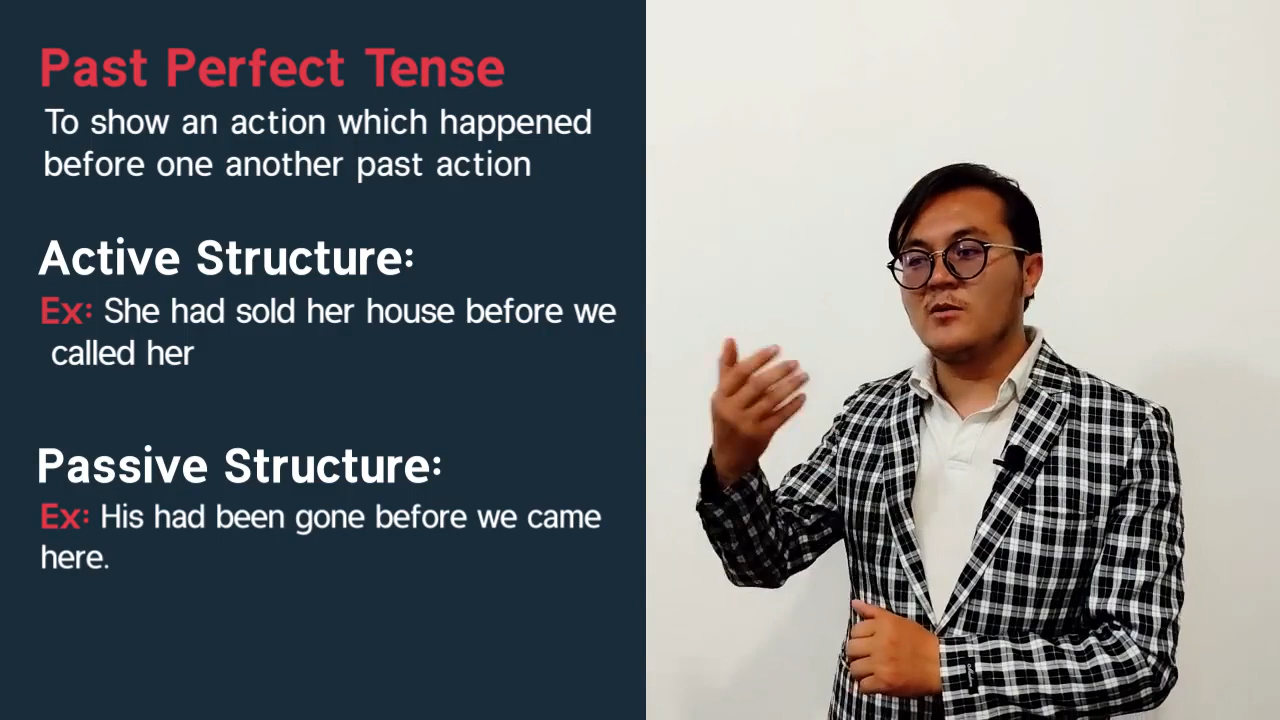 Past Perfect Tense
To show an action which happened
before one another past action
Active Structure:
Ex: She had sold her house before we
called her
Passive Structure:
Ex: His had been gone before we came
here.